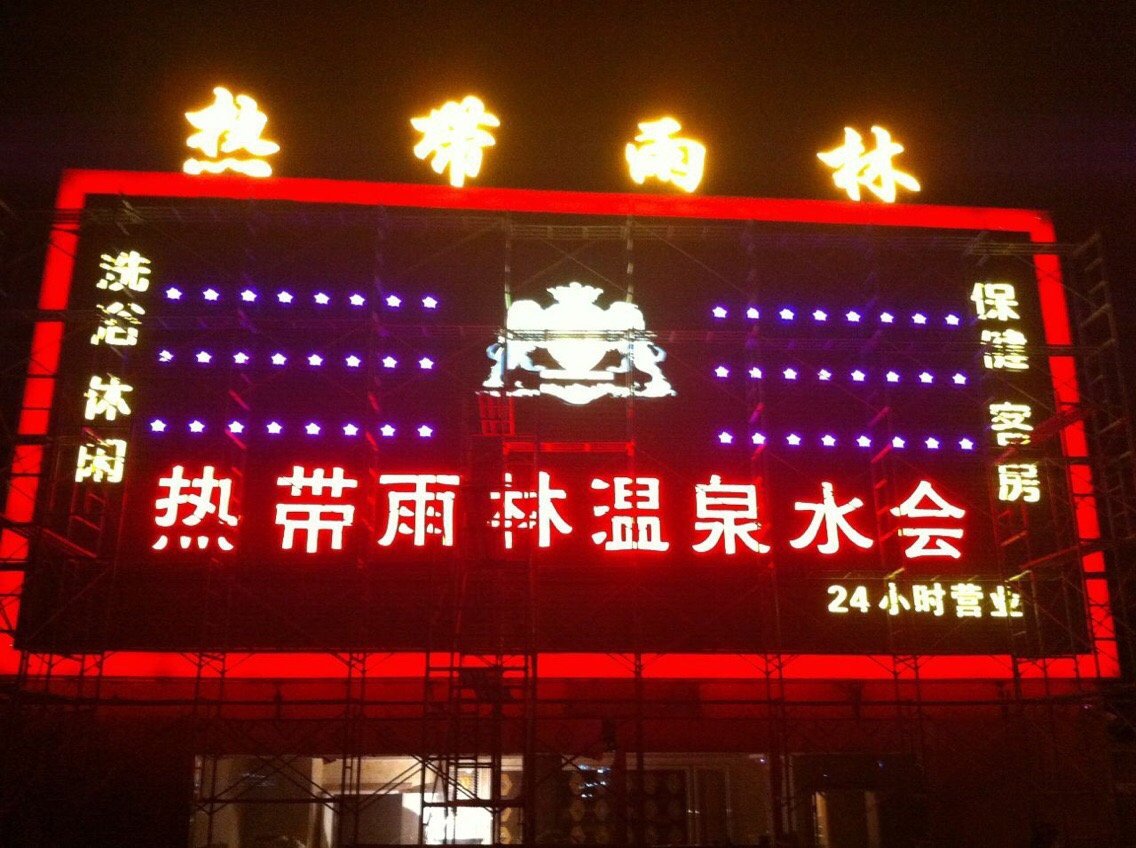 热带雨林
洗浴休闲
保健客房
热带雨林温泉水会
24小时营业